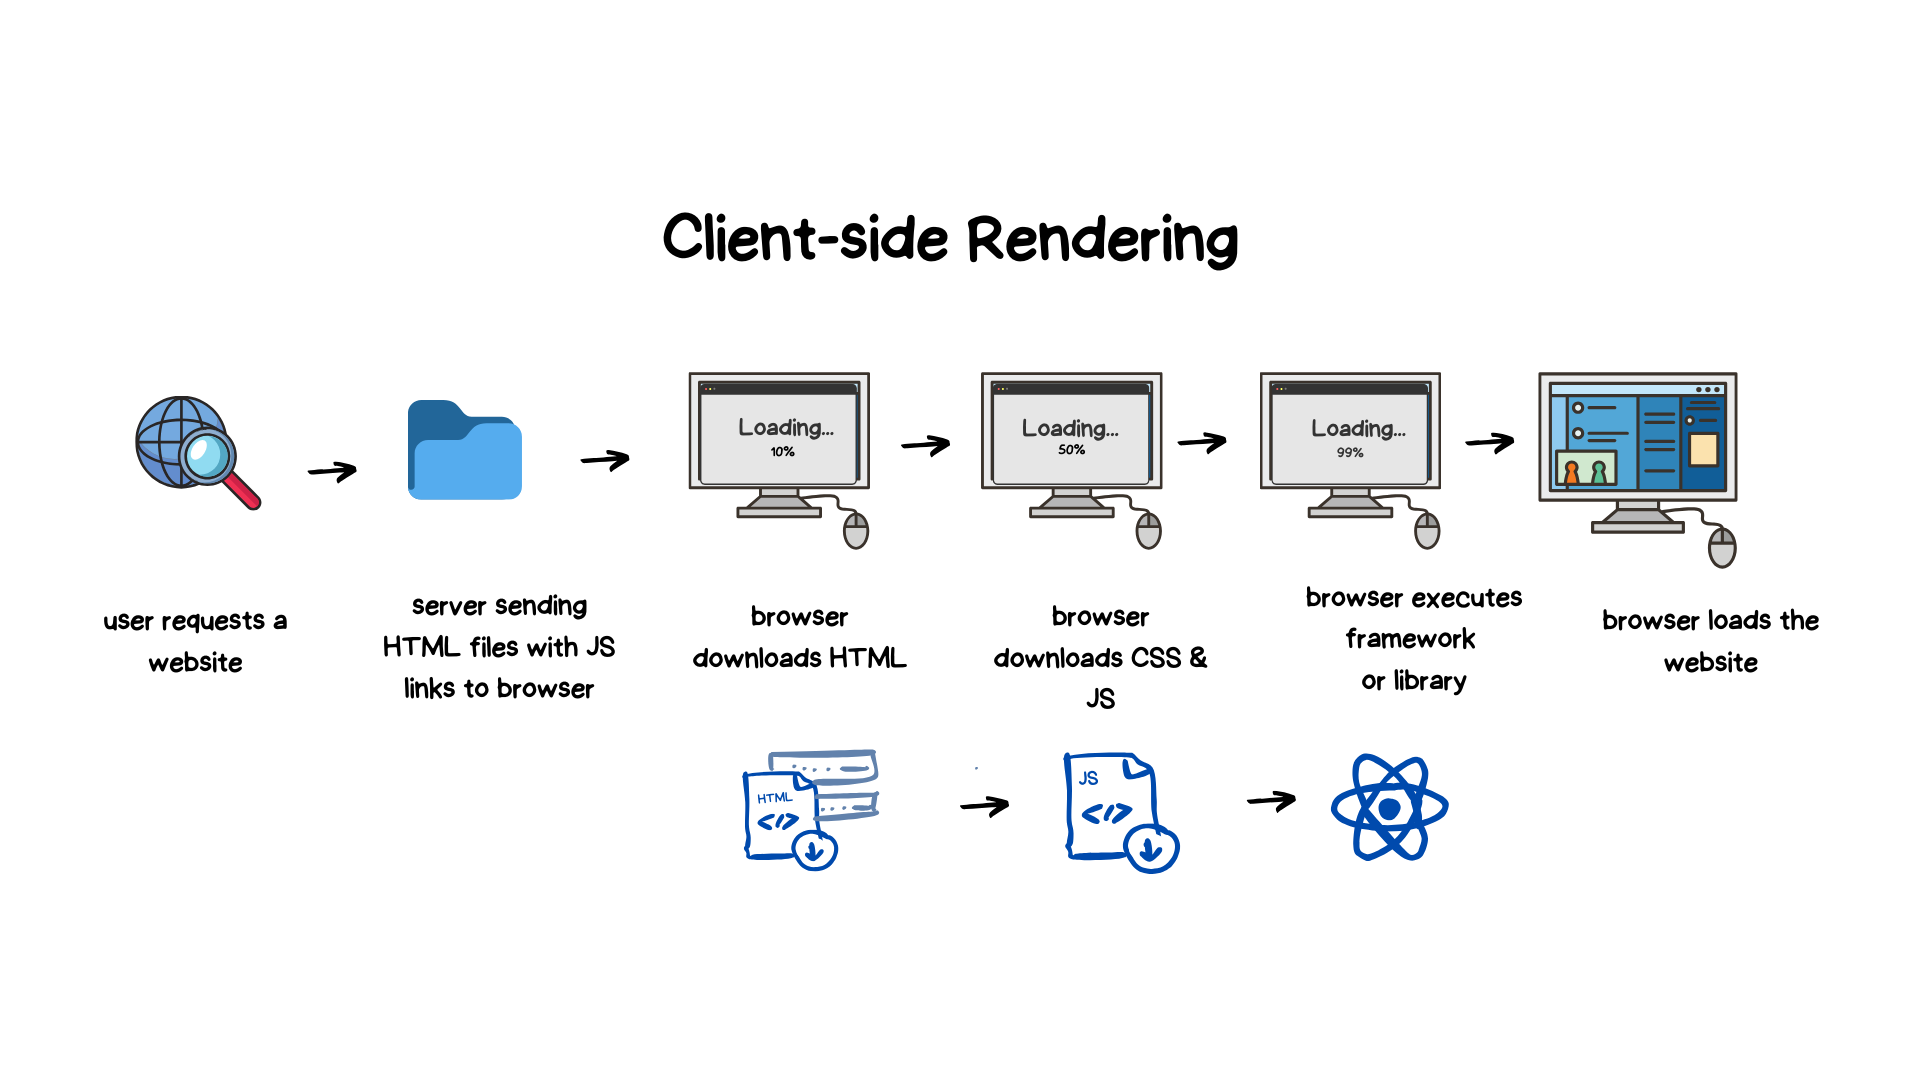 Client-side Rendering
Loading...
10%
Loading...
50%
Loading...
99%
user requests a
website
server sending
HTML files with JS
links to browser
browser
downloads HTML
browser
downloads CSS &
JS
browser executes
framework
or library
browser loads the
website
HTML
</>
JS
</>